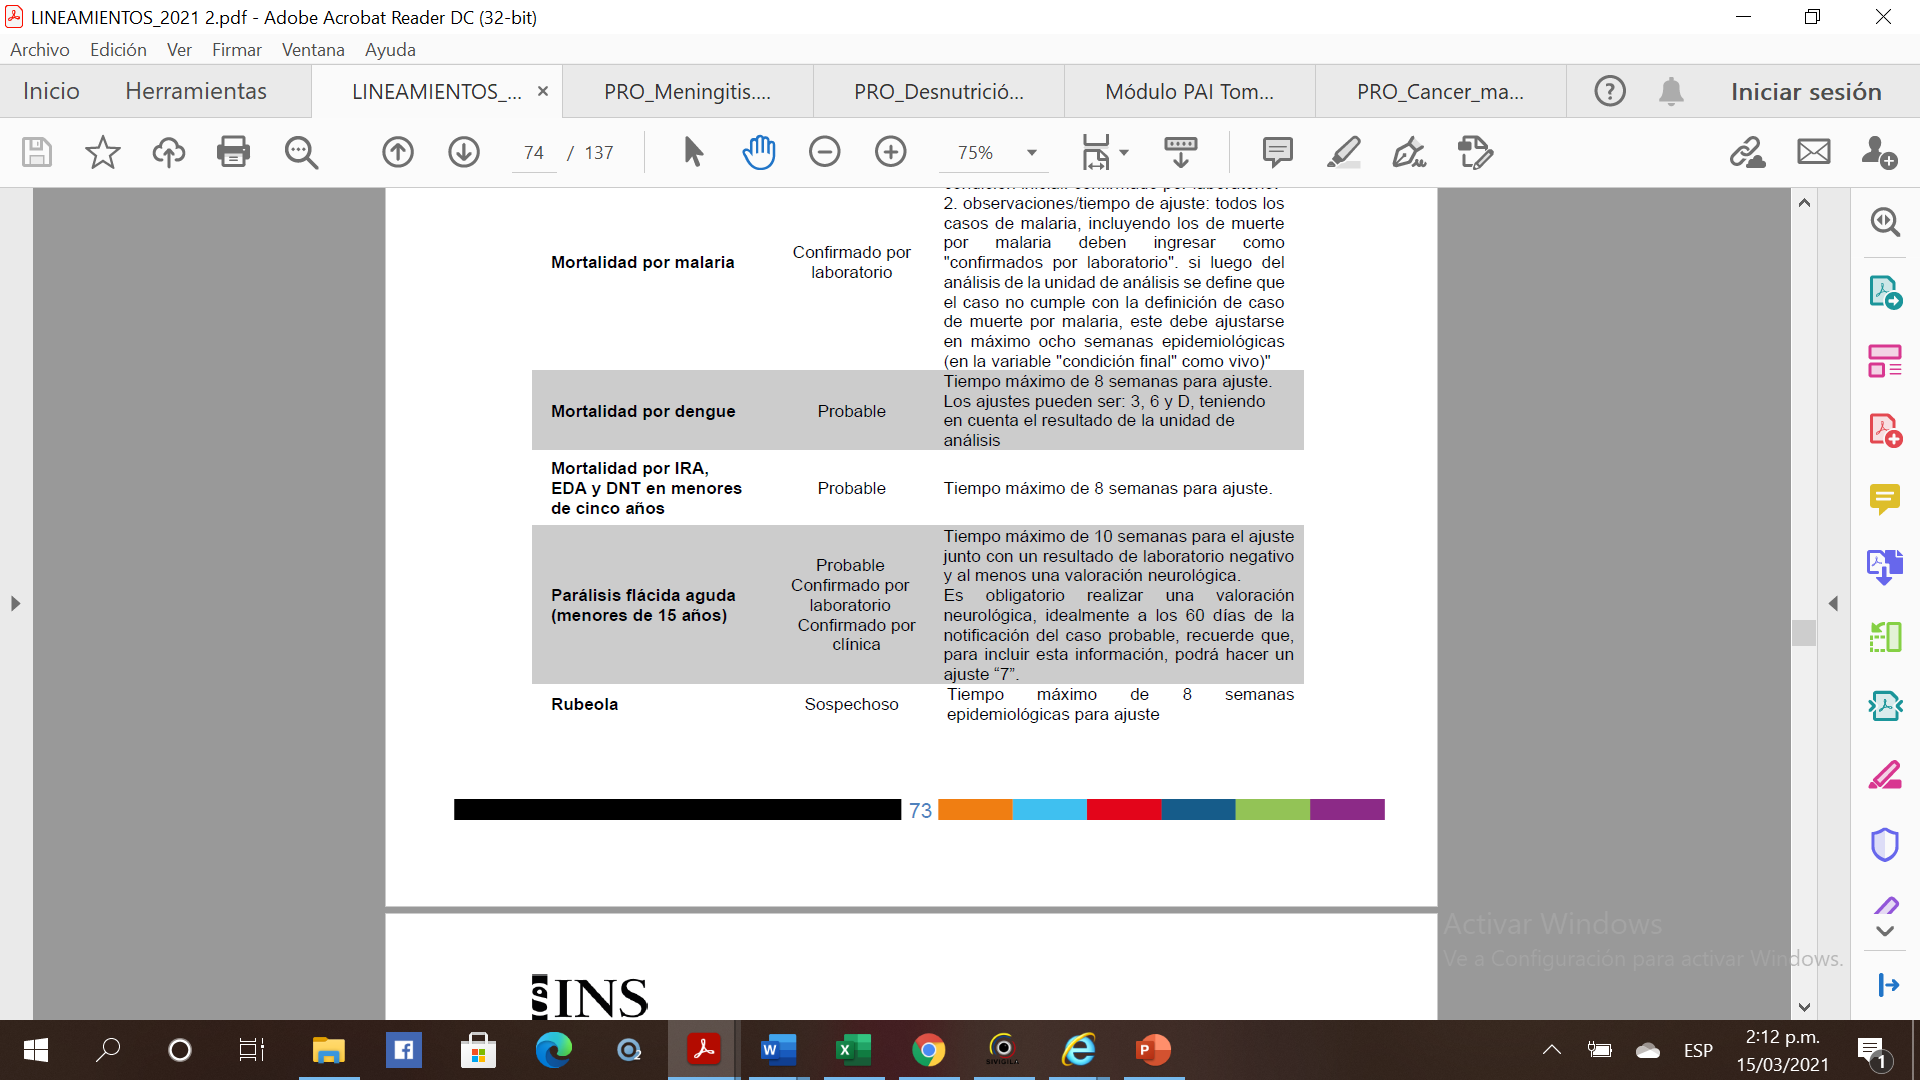 LINEAMIENTOS_2021 2.pdf - Adobe Acrobat Reader DC (32-bit)
Archivo Edición Ver Firmar Ventana Ayuda
Inicio Herramientas LINEAMIENTOS_... PRO_Meningitis.... PRO_Desnutrició... Módulo PAI Tom... PRO_Cancer_ma... Iniciar sesión
74 / 137 75%
2. observaciones/tiempo de ajuste: todos los
casos de malaria, incluyendo los de muerte
por malaria deben ingresar como
"confirmados por laboratorio". si luego del
análisis de la unidad de análisis se define que
el caso no cumple con la definición de caso
de muerte por malaria, este debe ajustarse
en máximo ocho semanas epidemiológicas
(en la variable "condición final" como vivo)"
Mortalidad por malaria
Confirmado por
laboratorio
Mortalidad por dengue
Probable
Tiempo máximo de 8 semanas para ajuste.
Los ajustes pueden ser: 3, 6 y D, teniendo
en cuenta el resultado de la unidad de
análisis
Mortalidad por IRA,
EDA y DNT en menores
de cinco años
Probable
Tiempo máximo de 8 semanas para ajuste.
Parálisis flácida aguda
(menores de 15 años)
Probable
Confirmado por
laboratorio
Confirmado por
clínica
Tiempo máximo de 10 semanas para el ajuste
junto con un resultado de laboratorio negativo
y al menos una valoración neurológica.
Es obligatorio realizar una valoración
neurológica, idealmente a los 60 días de la
notificación del caso probable, recuerde que,
para incluir esta información, podrá hacer un
ajuste “7”.
Rubeola
Sospechoso
Tiempo máximo de 8 semanas
epidemiológicas para ajuste
73
Activar Windows
Ve a Configuración para activar Windows.
INS
SIVIGILA
ESP
2:12 p.m.
15/03/2021
1